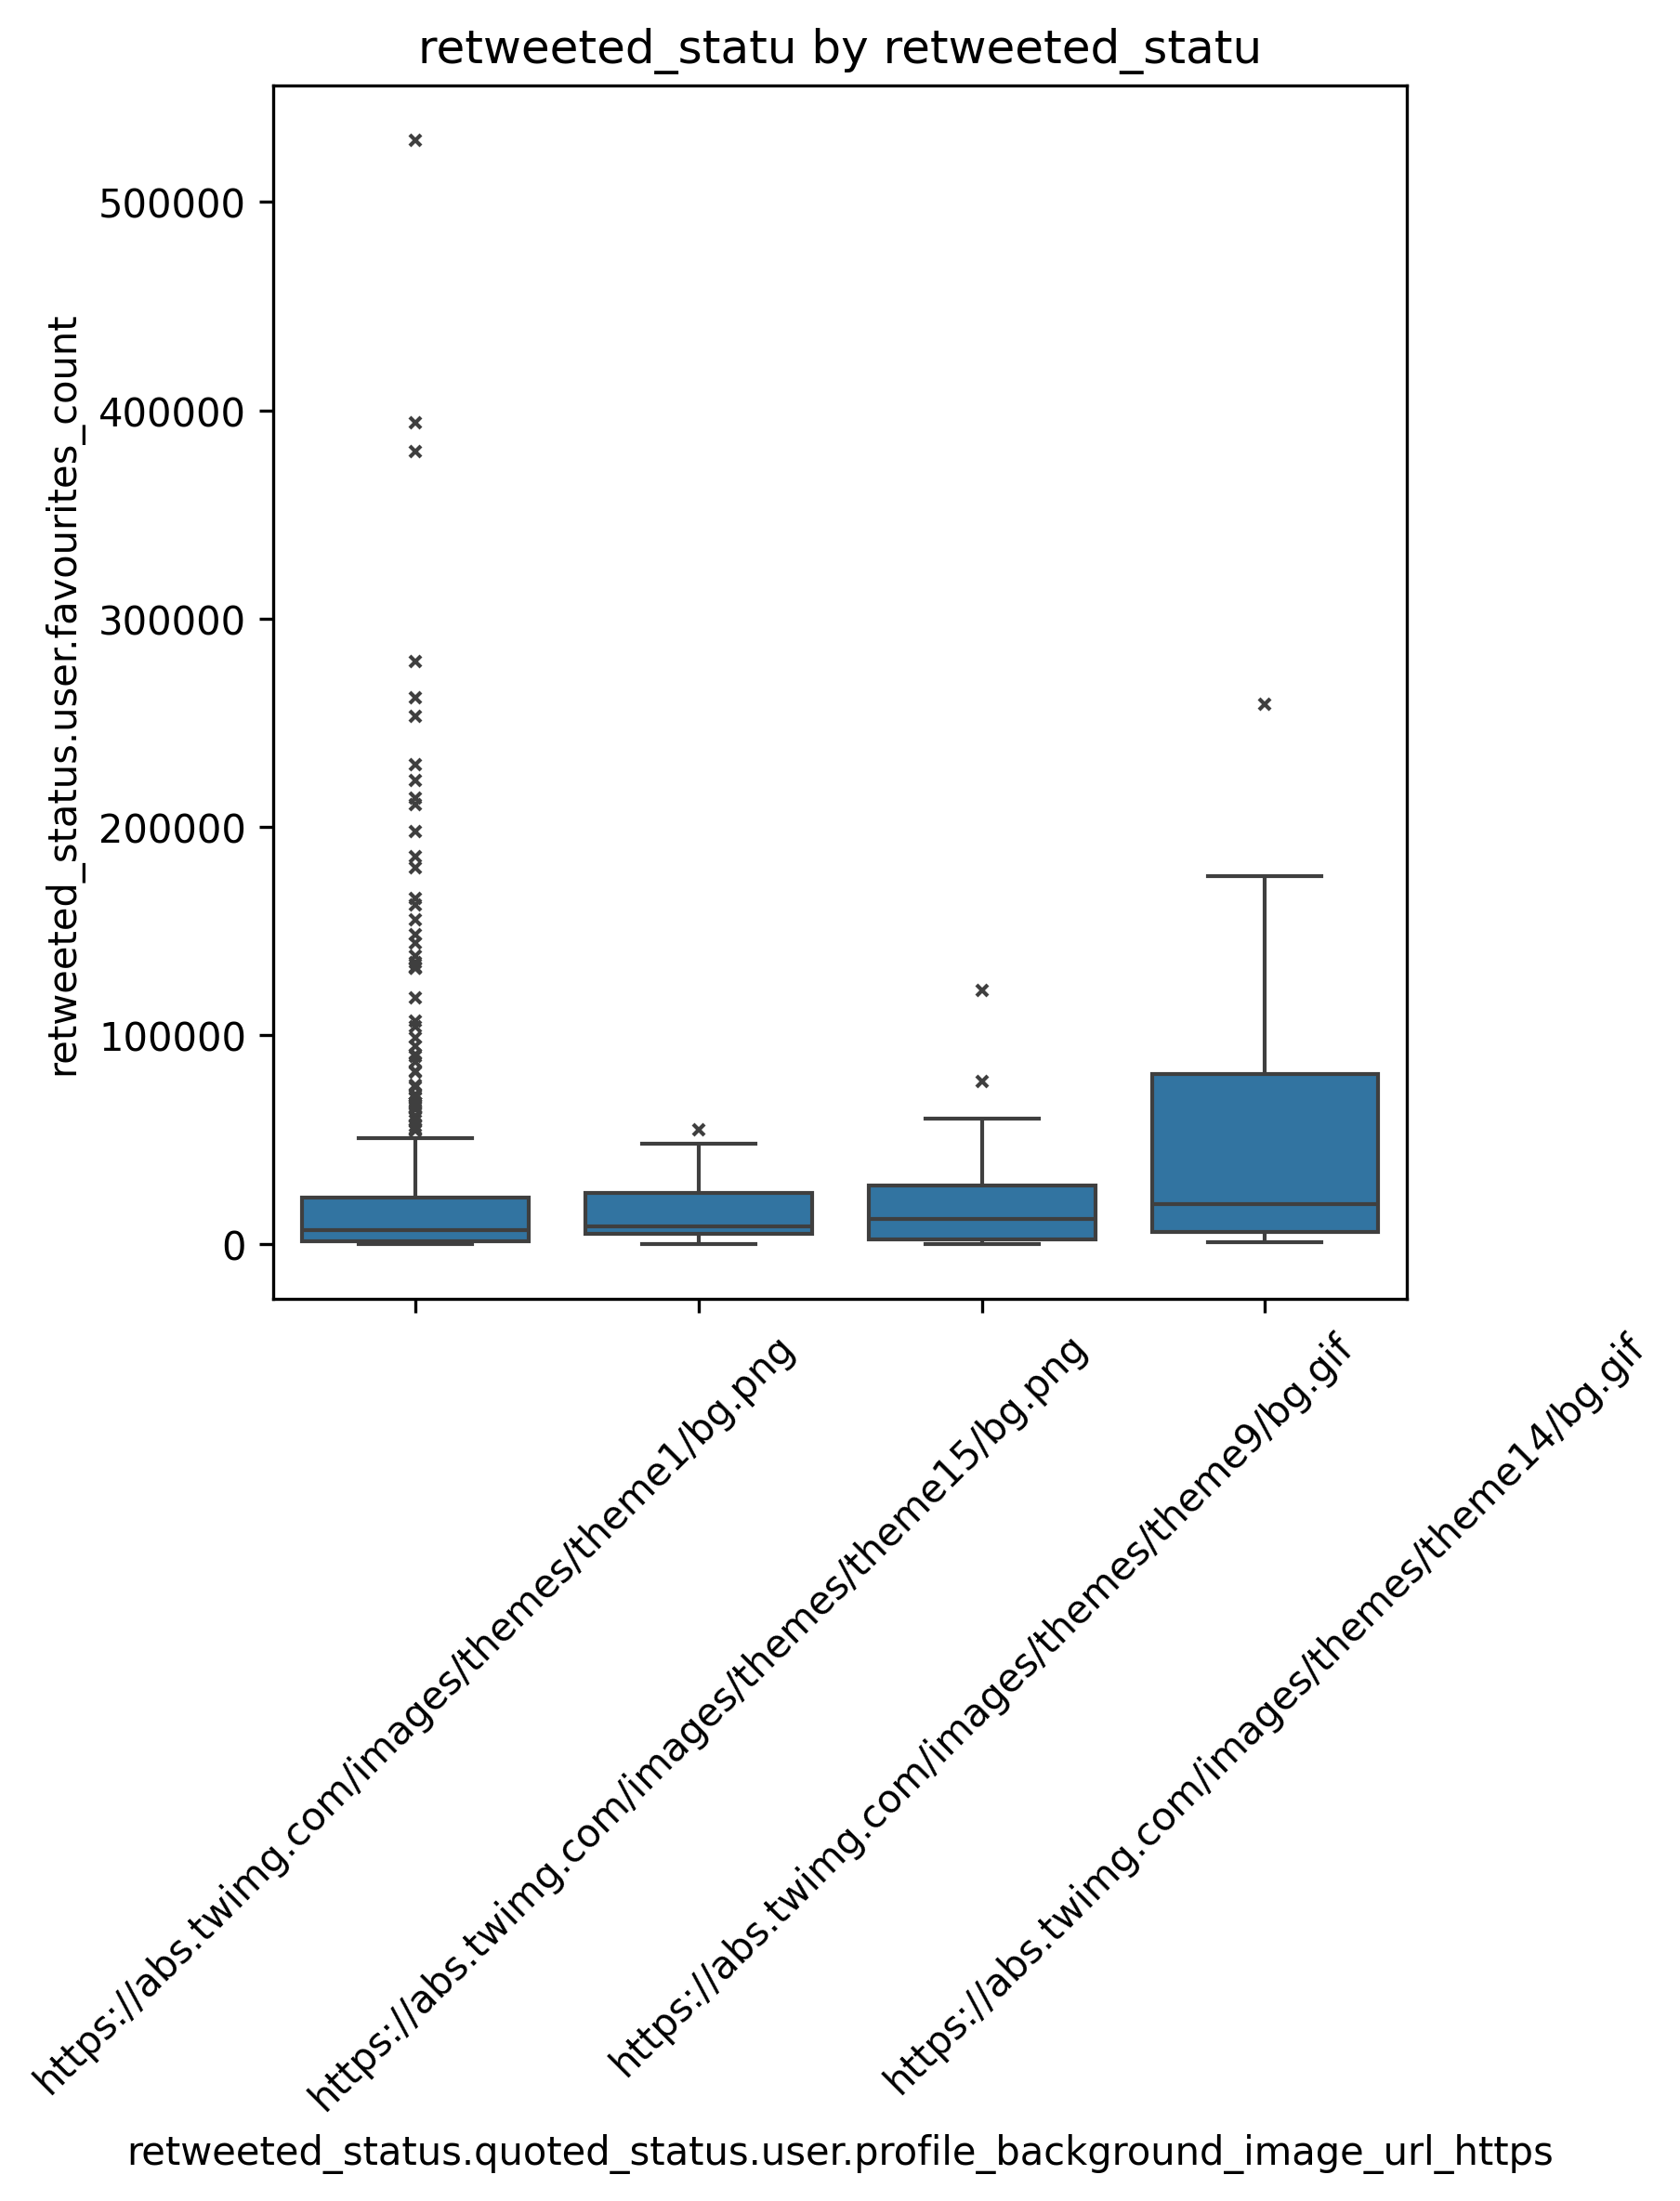 retweeted_statu by retweeted_statu
retweeted_status.user.favourites_count
500000
400000
300000
200000
100000
0
https://abs.twimg.com/images/themes/theme1/bg.png
https://abs.twimg.com/images/themes/theme15/bg.png
https://abs.twimg.com/images/themes/theme9/bg.gif
https://abs.twimg.com/images/themes/theme14/bg.gif
retweeted_status.quoted_status.user.profile_background_image_url_https